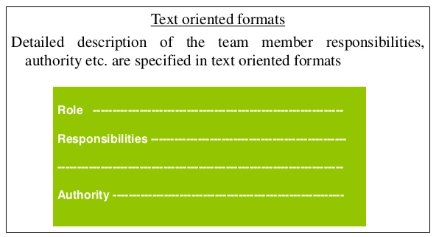 Text oriented formats
Detailed description of the team member responsibilities,
authority etc. are specified in text oriented formats
Role ----------------------------------------------------------------
Responsibilities --------------------------------------------------
-------------------------------------------------------------------------
Authority -----------------------------------------------------------